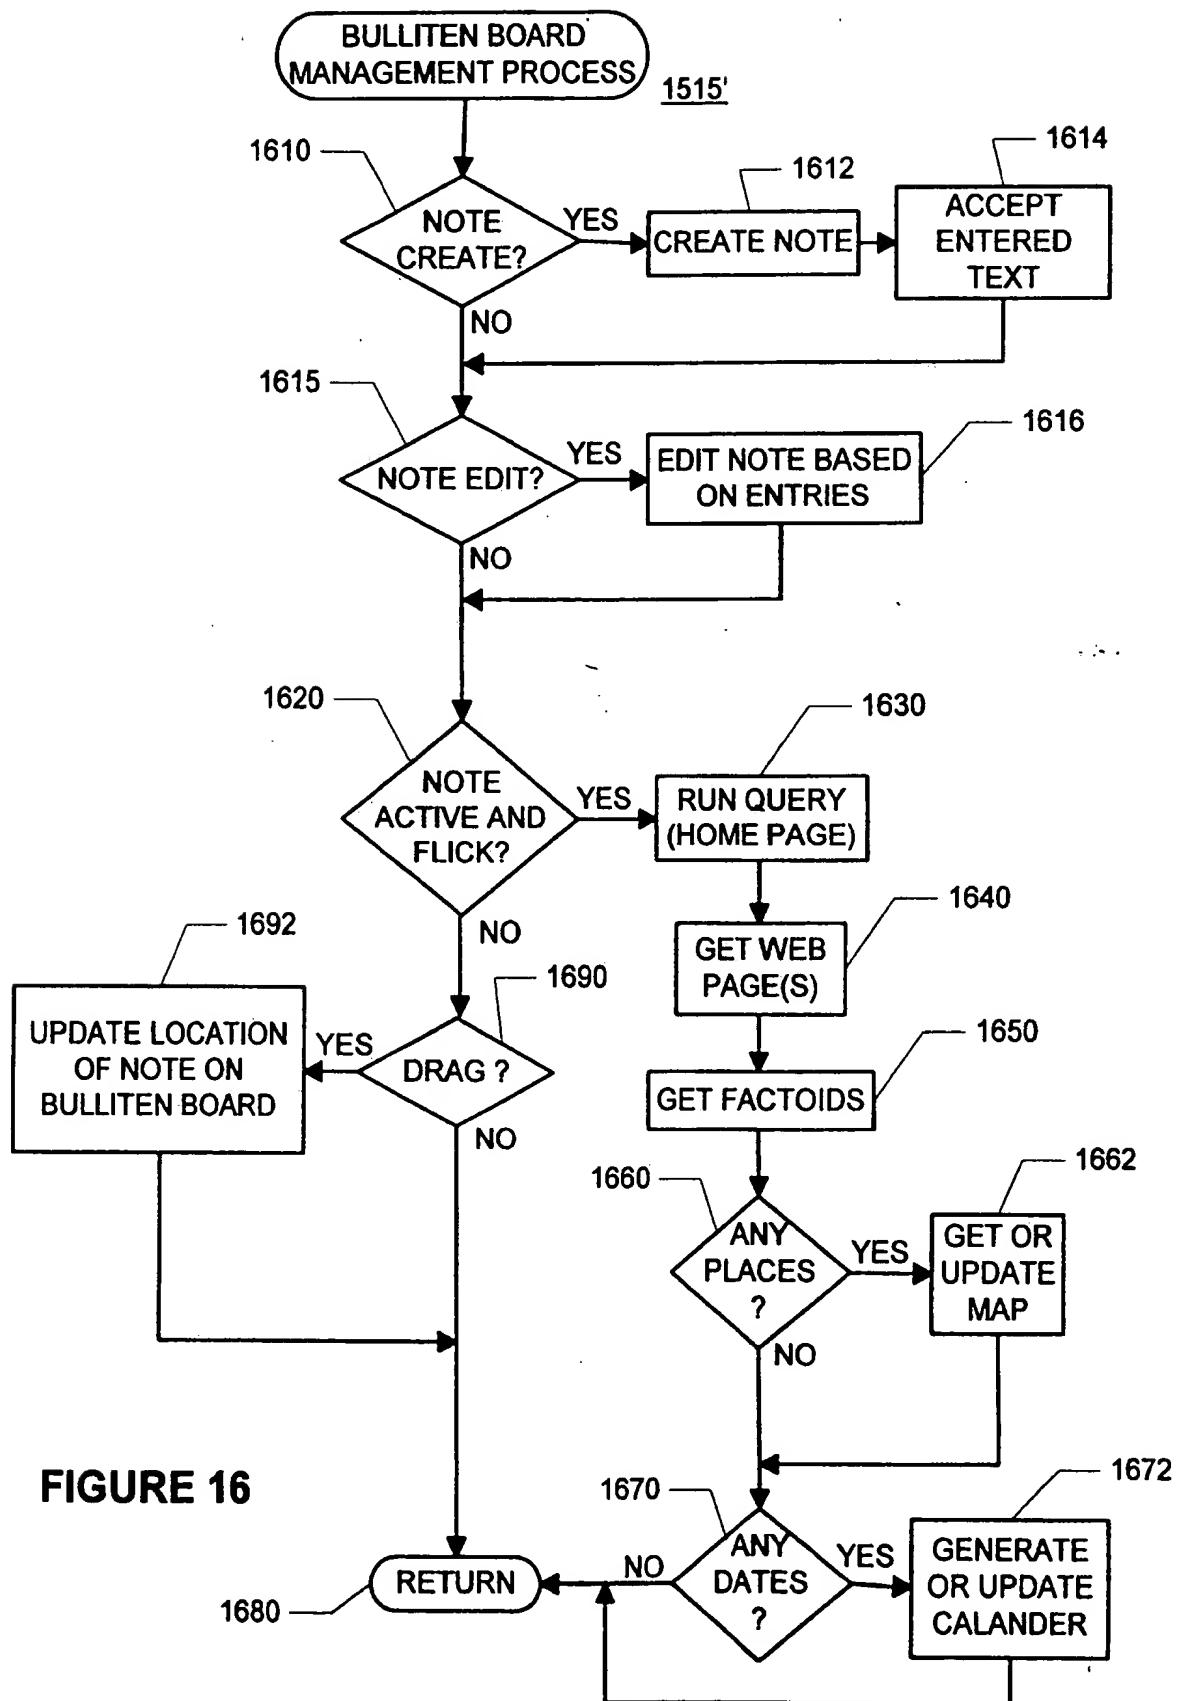 BULLITEN BOARD
MANAGEMENT PROCESS
1515'
1610
NOTE
CREATE?
YES
NO
1612
CREATE NOTE
1614
ACCEPT
ENTERED
TEXT
1615
NOTE EDIT?
YES
NO
1616
EDIT NOTE BASED
ON ENTRIES
1620
NOTE
ACTIVE AND
FLICK?
YES
NO
1630
RUN QUERY
(HOME PAGE)
1640
GET WEB
PAGE(S)
1650
GET FACTOIDS
1692
UPDATE LOCATION
OF NOTE ON
BULLITEN BOARD
1690
DRAG ?
YES
NO
1660
ANY
PLACES
?
YES
NO
1662
GET OR
UPDATE
MAP
FIGURE 16
1670
ANY
DATES
?
YES
NO
1672
GENERATE
OR UPDATE
CALANDER
RETURN
1680